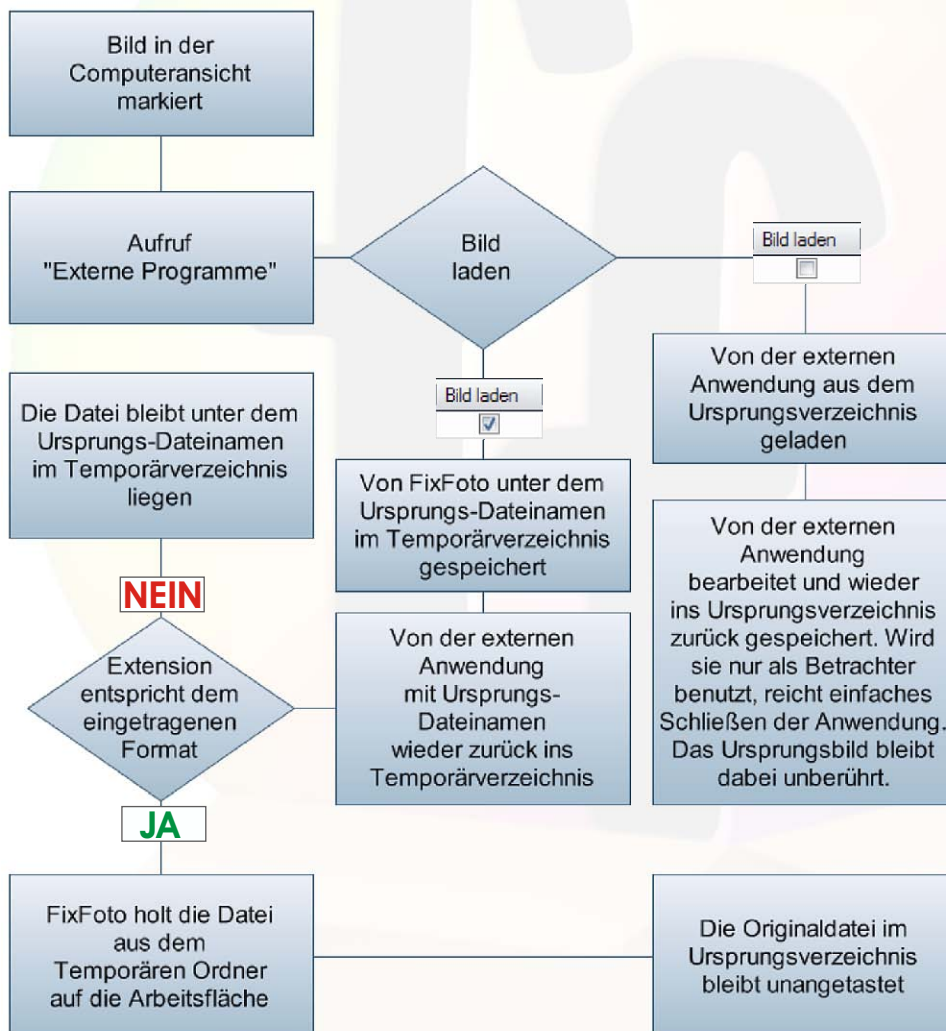 Bild in der
Computeransicht
markiert
Aufruf
"Externe Programme"
Bild
laden
Bild laden
Von der externen
Anwendung aus dem
Ursprungsverzeichnis
geladen
Von der externen
Anwendung
bearbeitet und wieder
ins Ursprungsverzeichnis
zurück gespeichert. Wird
sie nur als Betrachter
benutzt, reicht einfaches
Schließen der Anwendung.
Das Ursprungsbild bleibt
dabei unberührt.
Bild laden
Von FixFoto unter dem
Ursprungs-Dateinamen
im Temporärverzeichnis
gespeichert
Von der externen
Anwendung
mit Ursprungs-
Dateinamen
wieder zurück ins
Temporärverzeichnis
Extension
entspricht dem
eingetragenen
Format
NEIN
Die Datei bleibt unter dem
Ursprungs-Dateinamen
im Temporärverzeichnis
liegen
JA
FixFoto holt die Datei
aus dem
Temporären Ordner
auf die Arbeitsfläche
Die Originaldatei im
Ursprungsverzeichnis
bleibt unangetastet